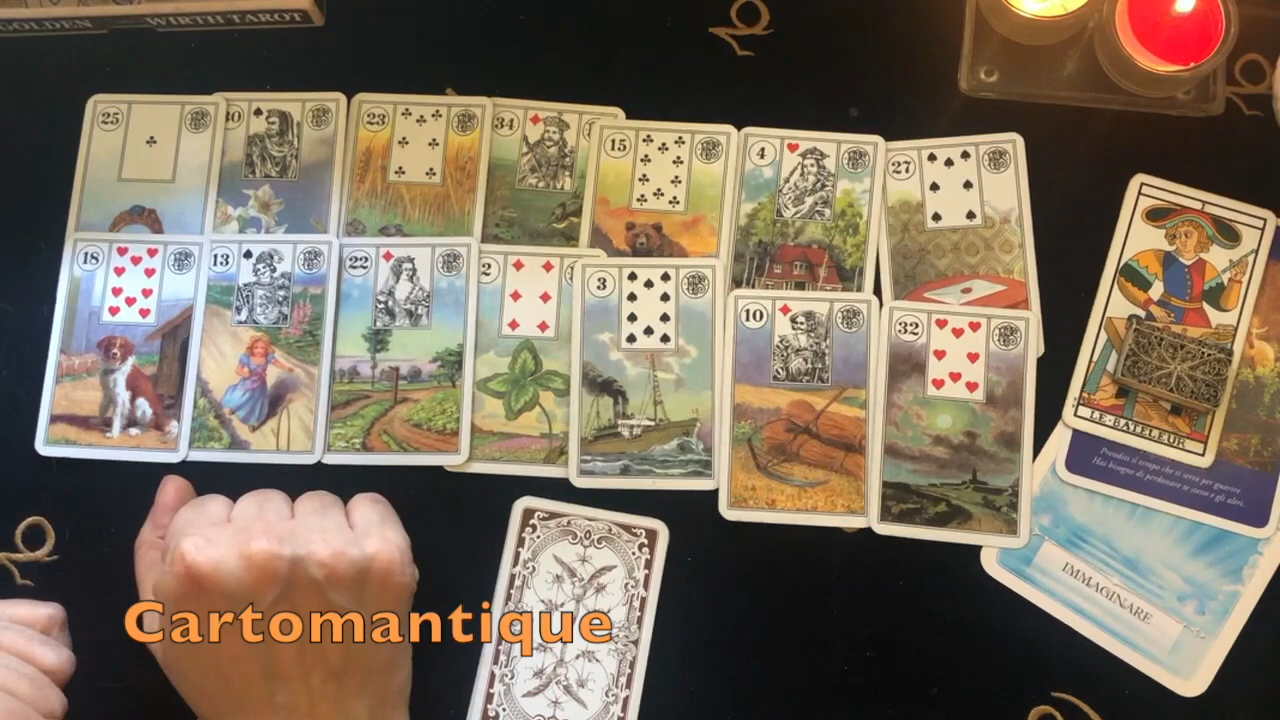 GOLDEN WIRTH TAROT
25
30
23
34
15
4
27
18
13
22
2
3
10
32
LE·BATELEUR
Prenditi il tempo che ti serve per guarire.
Hai bisogno di perdonare te stesso e gli altri.
IMMAGINARE
Cartomantique